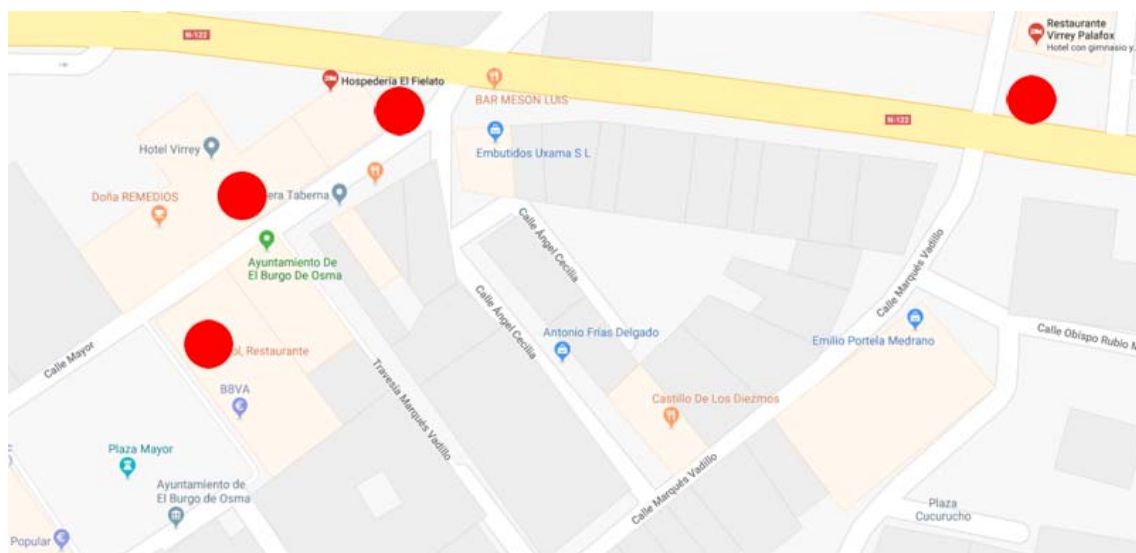 Restaurante
Virrey Palafox
Hotel con gimnasio y...
N-122
Hospedería El Fielato
BAR MESON LUIS
N-122
Hotel Virrey
Embutidos Uxama S L
Doña REMEDIOS
era Taberna
Calle Ángel Cecilia
Ayuntamiento De
El Burgo De Osma
Calle Marqués Vadillo
Calle Ángel Cecilia
Antonio Frías Delgado
Emilio Portela Medrano
Calle Obispo Rubio M
Calle Mayor
ol, Restaurante
BBVA
Travesía Marqués Vadillo
Castillo De Los Diezmos
Plaza Mayor
Calle Marqués Vadillo
Ayuntamiento de
El Burgo de Osma
Plaza
Cucurucho
Popular